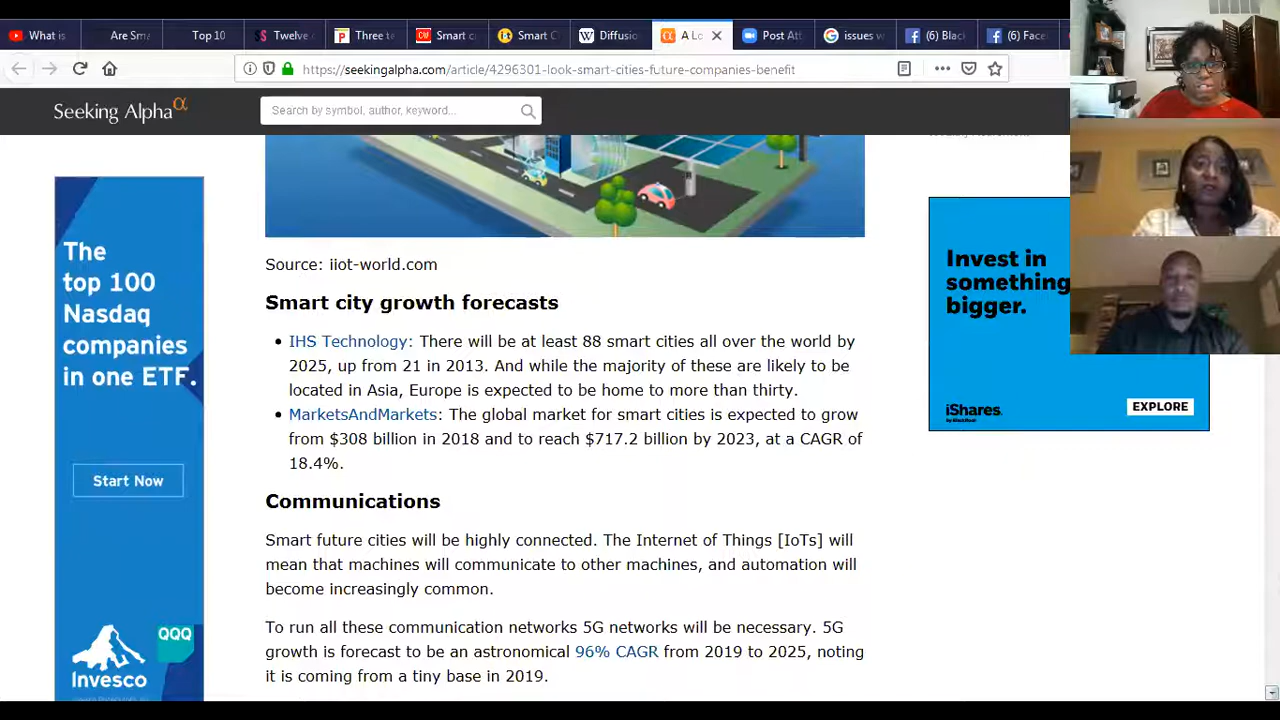 What is
Are Sma
Top 10
Twelve
Three te
Smart c
Smart C
Diffusio
A Lo
Post Att
issues w
(6) Blac
(6) Face
https://seekingalpha.com/article/4296301-look-smart-cities-future-companies-benefit
Seeking Alpha α
Search by symbol, author, keyword...
The
top 100
Nasdaq
companies
in one ETF.
Start Now
QQQ
Invesco
Source: iiot-world.com
Smart city growth forecasts
• IHS Technology: There will be at least 88 smart cities all over the world by
2025, up from 21 in 2013. And while the majority of these are likely to be
located in Asia, Europe is expected to be home to more than thirty.
• MarketsAndMarkets: The global market for smart cities is expected to grow
from $308 billion in 2018 and to reach $717.2 billion by 2023, at a CAGR of
18.4%.
Communications
Smart future cities will be highly connected. The Internet of Things [IoTs] will
mean that machines will communicate to other machines, and automation will
become increasingly common.
To run all these communication networks 5G networks will be necessary. 5G
growth is forecast to be an astronomical 96% CAGR from 2019 to 2025, noting
it is coming from a tiny base in 2019.
Invest in
something
bigger.
iShares.
by BlackRock
EXPLORE